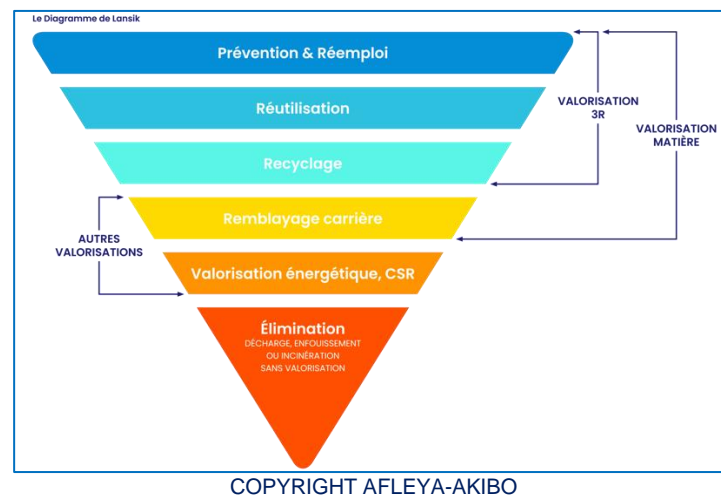 Le Diagramme de Lansik
Prévention & Réemploi
Réutilisation
Recyclage
Remblayage carrière
Valorisation énergétique, CSR
Élimination
DÉCHARGE, ENFOUISSEMENT
OU INCINÉRATION
SANS VALORISATION
VALORISATION
3R
VALORISATION
MATIÈRE
AUTRES
VALORISATIONS
COPYRIGHT AFLEYA-AKIBO